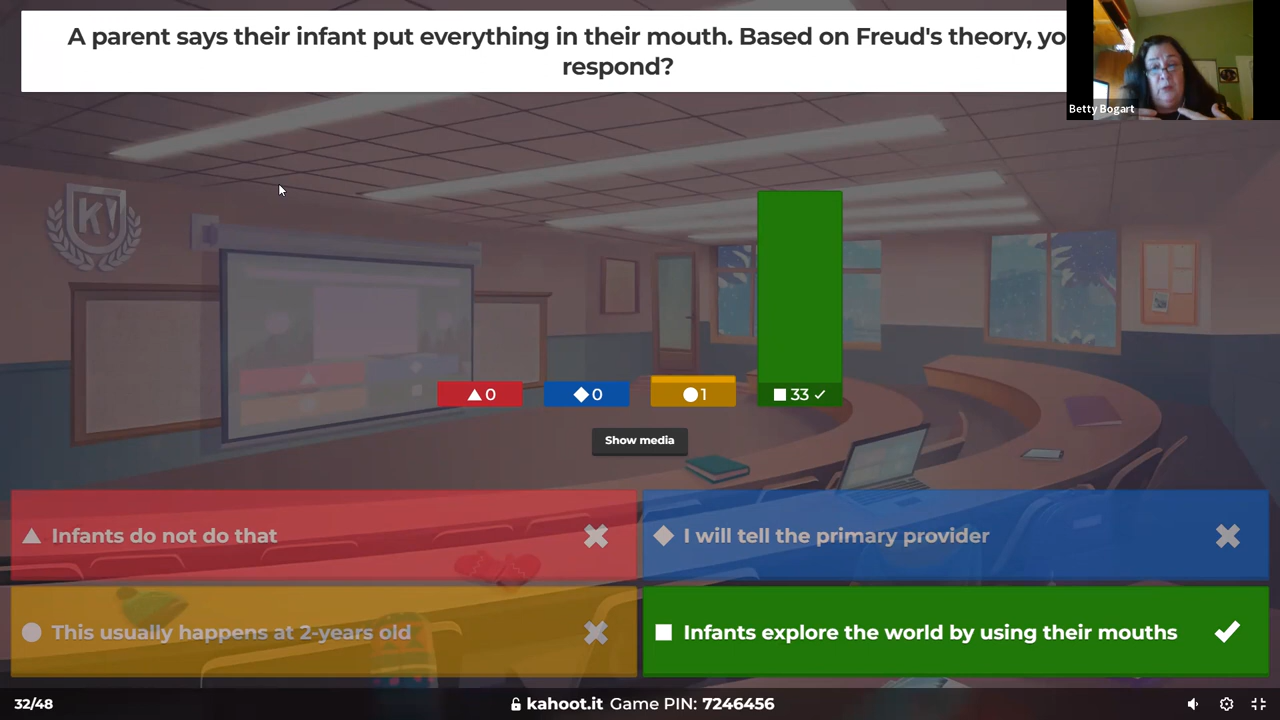 A parent says their infant put everything in their mouth. Based on Freud's theory, yo
respond?
Betty Bogart
K!
0
0
1
33
Show media
Infants do not do that
I will tell the primary provider
This usually happens at 2-years old
Infants explore the world by using their mouths
32/48
kahoot.it Game PIN: 7246456